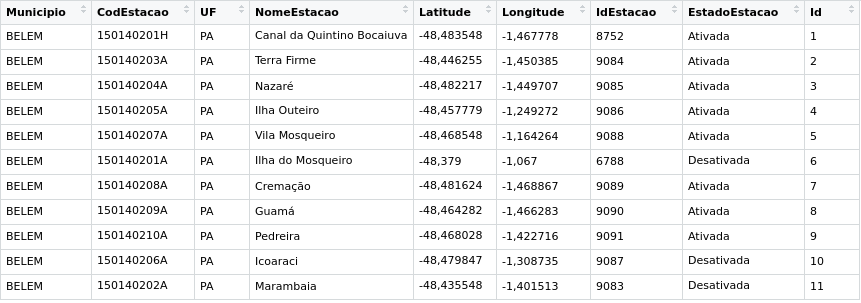 Municipio CodEstacao UF NomeEstacao Latitude Longitude IdEstacao EstadoEstacao Id
BELEM 150140201H PA Canal da Quintino Bocaiuva -48,483548 -1,467778 8752 Ativada 1
BELEM 150140203A PA Terra Firme -48,446255 -1,450385 9084 Ativada 2
BELEM 150140204A PA Nazaré -48,482217 -1,449707 9085 Ativada 3
BELEM 150140205A PA Ilha Outeiro -48,457779 -1,249272 9086 Ativada 4
BELEM 150140207A PA Vila Mosqueiro -48,468548 -1,164264 9088 Ativada 5
BELEM 150140201A PA Ilha do Mosqueiro -48,379 -1,067 6788 Desativada 6
BELEM 150140208A PA Cremação -48,481624 -1,468867 9089 Ativada 7
BELEM 150140209A PA Guamá -48,464282 -1,466283 9090 Ativada 8
BELEM 150140210A PA Pedreira -48,468028 -1,422716 9091 Ativada 9
BELEM 150140206A PA Icoaraci -48,479847 -1,308735 9087 Desativada 10
BELEM 150140202A PA Marambaia -48,435548 -1,401513 9083 Desativada 11